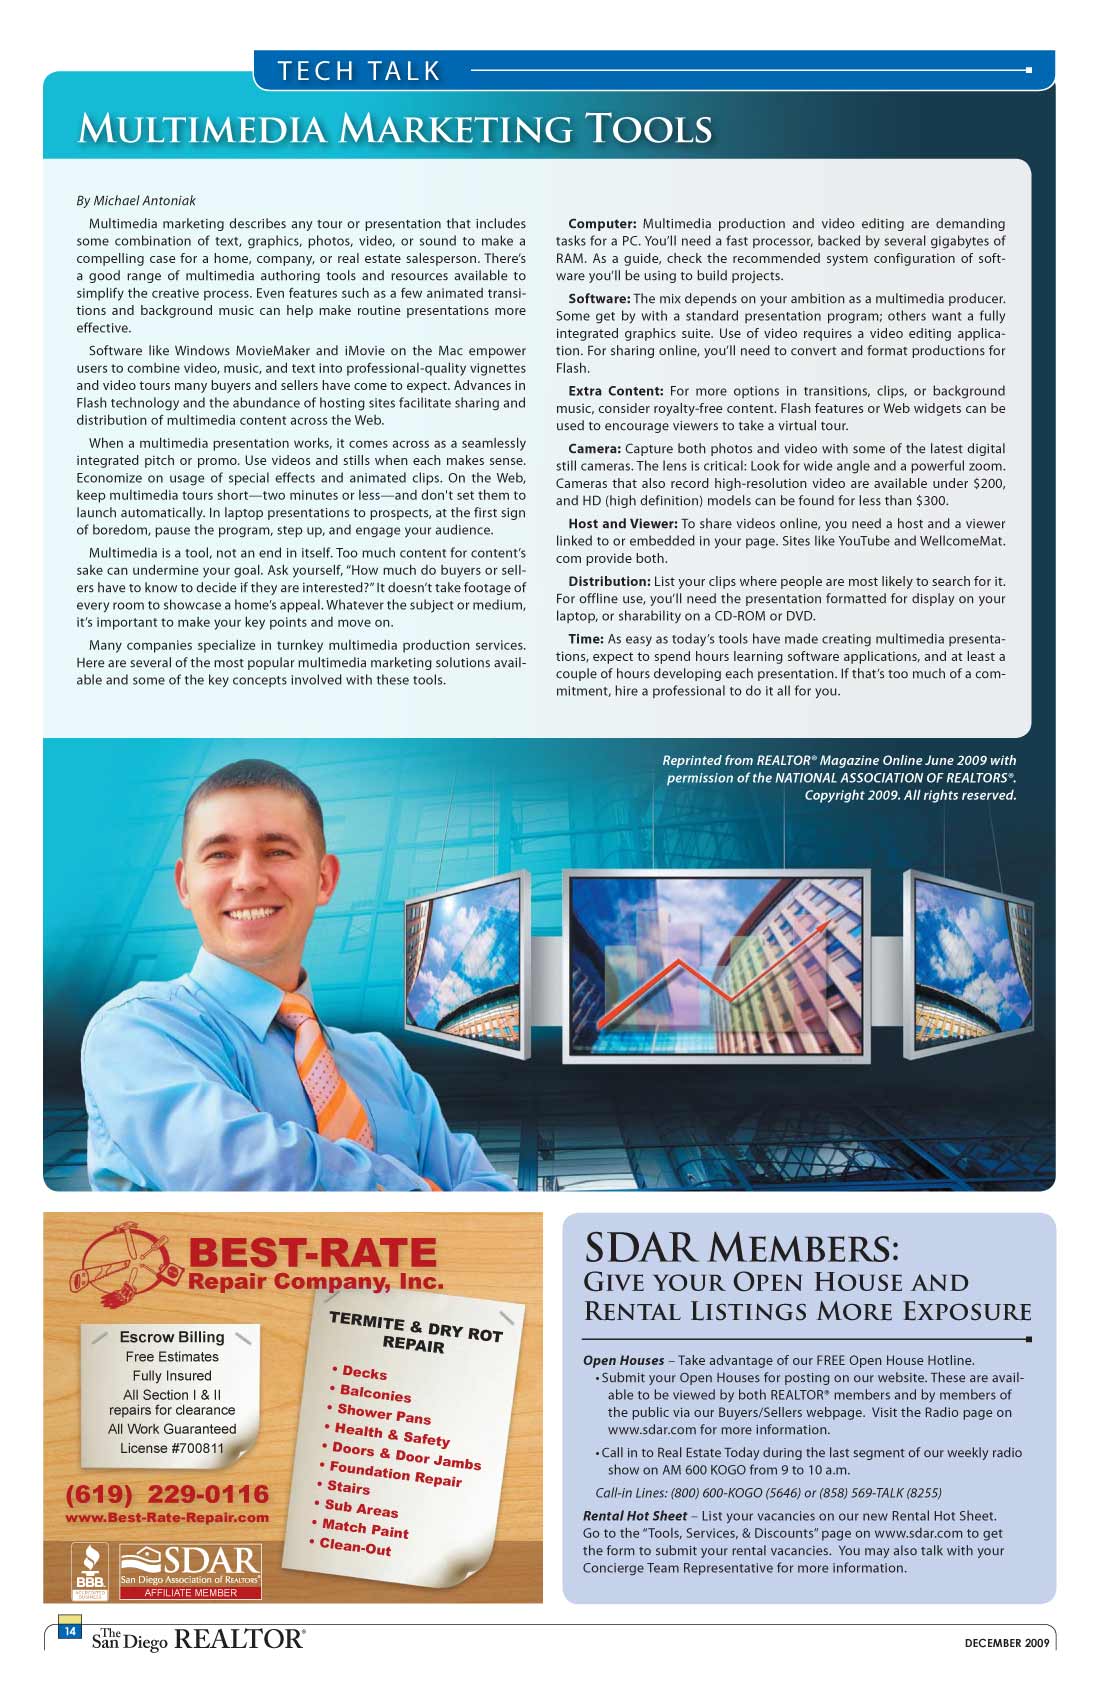 TECH TALK
MULTIMEDIA MARKETING TOOLS
By Michael Antoniak
Multimedia marketing describes any tour or presentation that includes
some combination of text, graphics, photos, video, or sound to make a
compelling case for a home, company, or real estate salesperson. There’s
a good range of multimedia authoring tools and resources available to
simplify the creative process. Even features such as a few animated transi-
tions and background music can help make routine presentations more
effective.
Software like Windows MovieMaker and iMovie on the Mac empower
users to combine video, music, and text into professional-quality vignettes
and video tours many buyers and sellers have come to expect. Advances in
Flash technology and the abundance of hosting sites facilitate sharing and
distribution of multimedia content across the Web.
When a multimedia presentation works, it comes across as a seamlessly
integrated pitch or promo. Use videos and stills when each makes sense.
Economize on usage of special effects and animated clips. On the Web,
keep multimedia tours short—two minutes or less—and don't set them to
launch automatically. In laptop presentations to prospects, at the first sign
of boredom, pause the program, step up, and engage your audience.
Multimedia is a tool, not an end in itself. Too much content for content’s
sake can undermine your goal. Ask yourself, “How much do buyers or sell-
ers have to know to decide if they are interested?” It doesn’t take footage of
every room to showcase a home’s appeal. Whatever the subject or medium,
it’s important to make your key points and move on.
Many companies specialize in turnkey multimedia production services.
Here are several of the most popular multimedia marketing solutions avail-
able and some of the key concepts involved with these tools.
Computer: Multimedia production and video editing are demanding
tasks for a PC. You’ll need a fast processor, backed by several gigabytes of
RAM. As a guide, check the recommended system configuration of soft-
ware you’ll be using to build projects.
Software: The mix depends on your ambition as a multimedia producer.
Some get by with a standard presentation program; others want a fully
integrated graphics suite. Use of video requires a video editing applica-
tion. For sharing online, you’ll need to convert and format productions for
Flash.
Extra Content: For more options in transitions, clips, or background
music, consider royalty-free content. Flash features or Web widgets can be
used to encourage viewers to take a virtual tour.
Camera: Capture both photos and video with some of the latest digital
still cameras. The lens is critical: Look for wide angle and a powerful zoom.
Cameras that also record high-resolution video are available under $200,
and HD (high definition) models can be found for less than $300.
Host and Viewer: To share videos online, you need a host and a viewer
linked to or embedded in your page. Sites like YouTube and WellcomeMat.
com provide both.
Distribution: List your clips where people are most likely to search for it.
For offline use, you’ll need the presentation formatted for display on your
laptop, or sharability on a CD-ROM or DVD.
Time: As easy as today’s tools have made creating multimedia presenta-
tions, expect to spend hours learning software applications, and at least a
couple of hours developing each presentation. If that’s too much of a com-
mitment, hire a professional to do it all for you.
Reprinted from REALTOR® Magazine Online June 2009 with
permission of the NATIONAL ASSOCIATION OF REALTORS®.
Copyright 2009. All rights reserved.
BEST-RATE
Repair Company, Inc.
Escrow Billing
Free Estimates
Fully Insured
All Section I & II
repairs for clearance
All Work Guaranteed
License #700811
(619) 229-0116
www.Best-Rate-Repair.com
TERMITE & DRY ROT
REPAIR
• Decks
• Balconies
• Shower Pans
• Health & Safety
• Doors & Door Jambs
• Foundation Repair
• Stairs
• Sub Areas
• Match Paint
• Clean-Out
BBB
ACCREDITED
BUSINESS
SDAR
San Diego Association of REALTORS®
AFFILIATE MEMBER
SDAR MEMBERS:
GIVE YOUR OPEN HOUSE AND
RENTAL LISTINGS MORE EXPOSURE
Open Houses – Take advantage of our FREE Open House Hotline.
• Submit your Open Houses for posting on our website. These are avail-
able to be viewed by both REALTOR® members and by members of
the public via our Buyers/Sellers webpage. Visit the Radio page on
www.sdar.com for more information.
• Call in to Real Estate Today during the last segment of our weekly radio
show on AM 600 KOGO from 9 to 10 a.m.
Call-in Lines: (800) 600-KOGO (5646) or (858) 569-TALK (8255)
Rental Hot Sheet – List your vacancies on our new Rental Hot Sheet.
Go to the “Tools, Services, & Discounts” page on www.sdar.com to get
the form to submit your rental vacancies. You may also talk with your
Concierge Team Representative for more information.
14
The San Diego REALTOR®
DECEMBER 2009